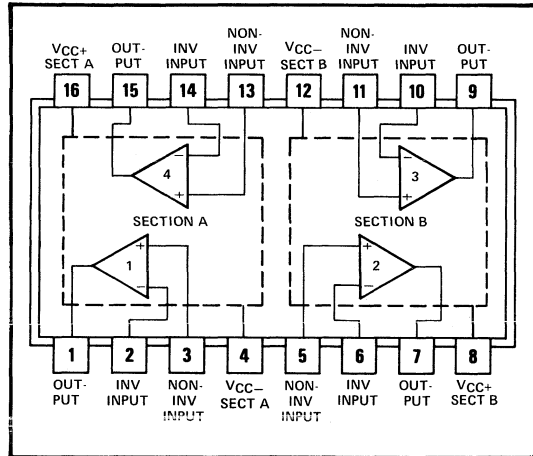 VCC+ SECT A
OUT-PUT
INV INPUT
NON-INV INPUT
VCC− SECT B
NON-INV INPUT
INV INPUT
OUT-PUT
16 15 14 13 12 11 10 9
− −
4 3
+ +
SECTION A SECTION B
+ +
1 2
− −
1 2 3 4 5 6 7 8
OUT-PUT
INV INPUT
NON-INV INPUT
VCC− SECT A
NON-INV INPUT
INV INPUT
OUT-PUT
VCC+ SECT B